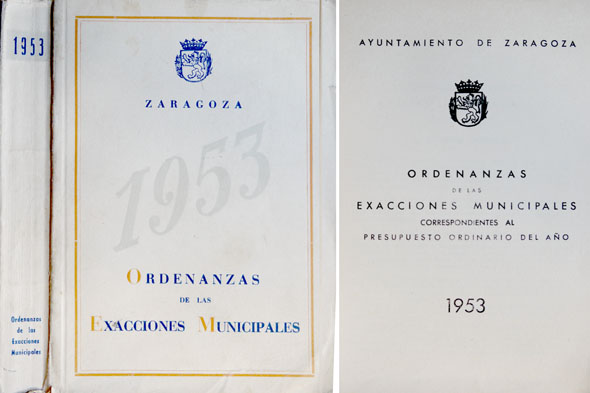 1953
Ordenanzas
de las
Exacciones
Municipales
ZARAGOZA
1953
ORDENANZAS
DE LAS
EXACCIONES MUNICIPALES
AYUNTAMIENTO DE ZARAGOZA
ORDENANZAS
DE LAS
EXACCIONES MUNICIPALES
CORRESPONDIENTES AL
PRESUPUESTO ORDINARIO DEL AÑO
1953